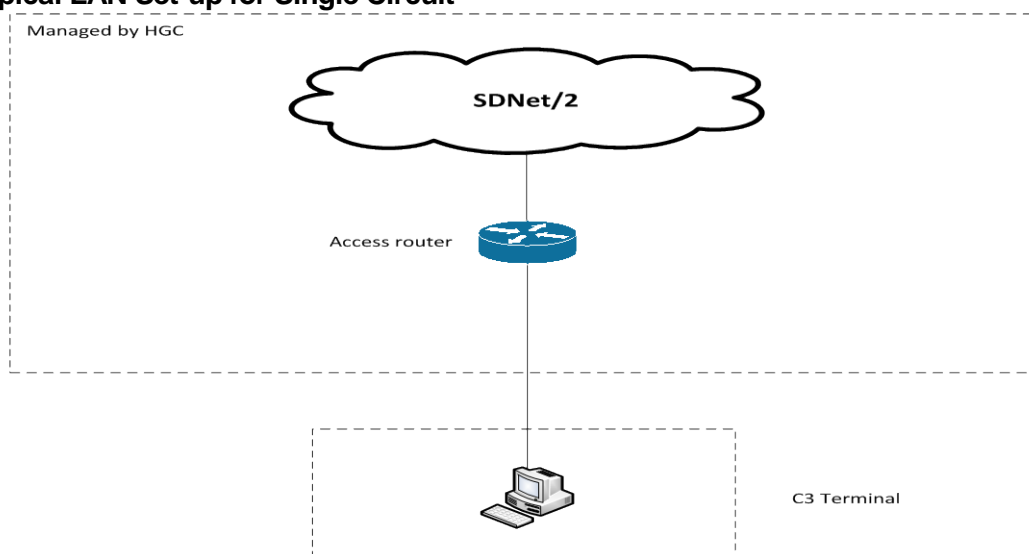 pical LAN Set-up for Single Circuit
Managed by HGC
SDNet/2
Access router
C3 Terminal